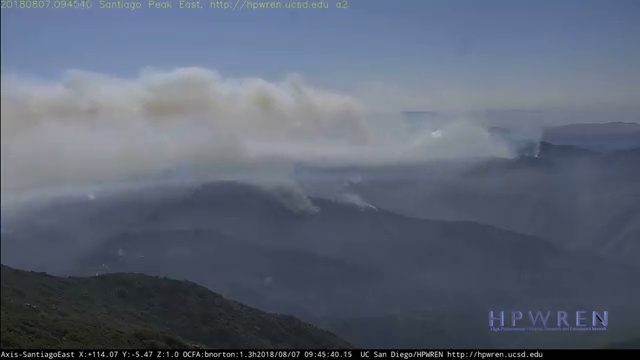 20180807,094540 Santiago Peak East, http://hpwren.ucsd.edu a2
HPWREN
Axis-SantiagoEast X:+114.07 Y:-5.47 Z:1.0 OCFA:bnorton:1.3h2018/08/07 09:45:40.15 UC San Diego/HPWREN http://hpwren.ucsd.edu